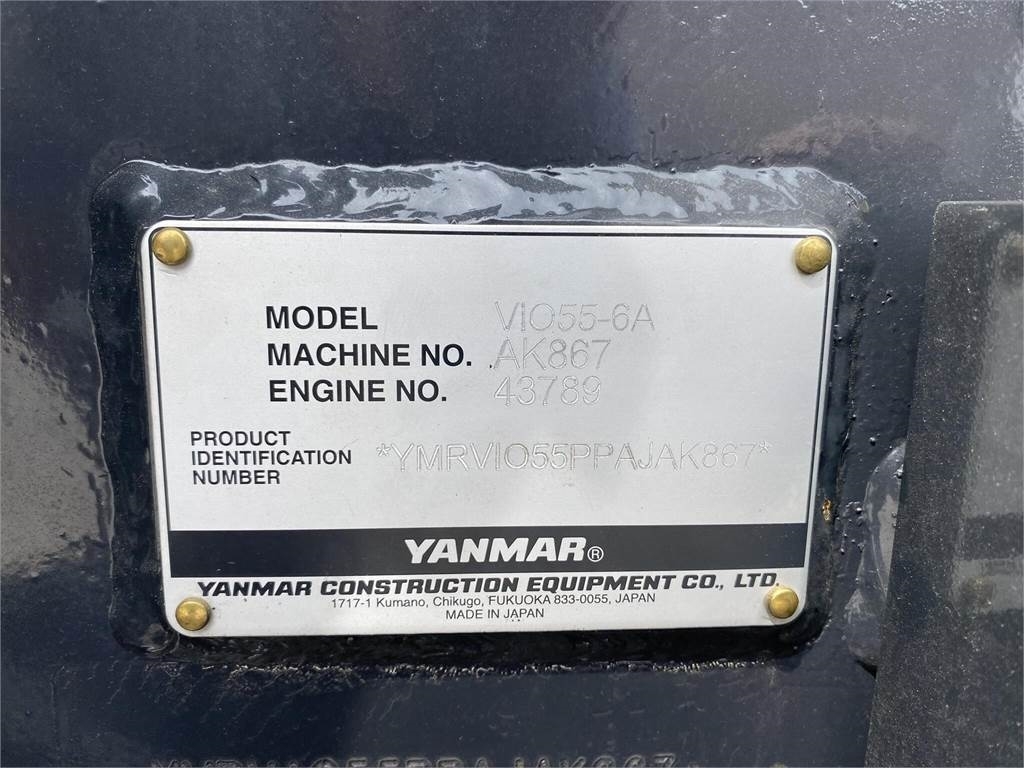 MODEL VIO55-6A
MACHINE NO. AK867
ENGINE NO. 43789
PRODUCT
IDENTIFICATION
NUMBER
*YMRVIO55PPAJAK867*
YANMAR®
YANMAR CONSTRUCTION EQUIPMENT CO., LTD.
1717-1 Kumano, Chikugo, FUKUOKA 833-0055, JAPAN
MADE IN JAPAN